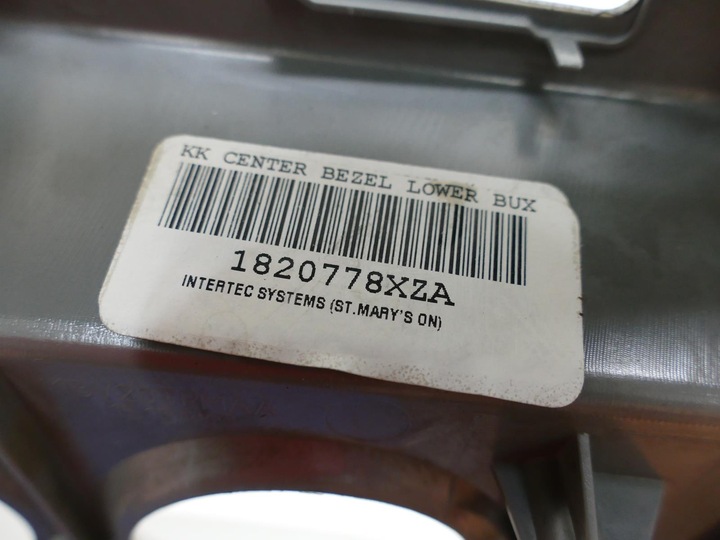 KK CENTER BEZEL LOWER BUX
1820778XZA
INTERTEC SYSTEMS (ST.MARY'S ON)